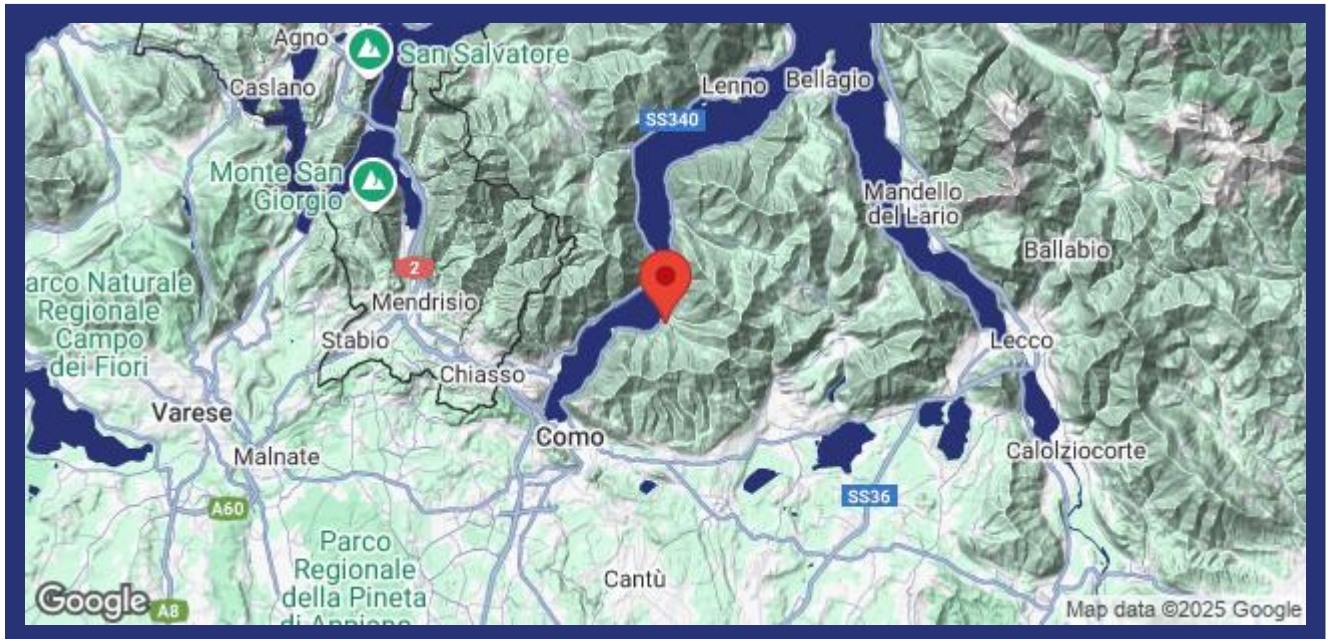 Agno
San Salvatore
Caslano
Lenno
Bellagio
SS340
Monte San
Giorgio
Mandello
del Lario
Ballabio
2
arco Naturale
Regionale
Campo
dei Fiori
Mendrisio
Stabio
Lecco
Chiasso
Varese
Como
Malnate
Calolziocorte
A60
SS36
Parco
Regionale
della Pineta
di Appiano
Cantù
Google
A8
Map data ©2025 Google